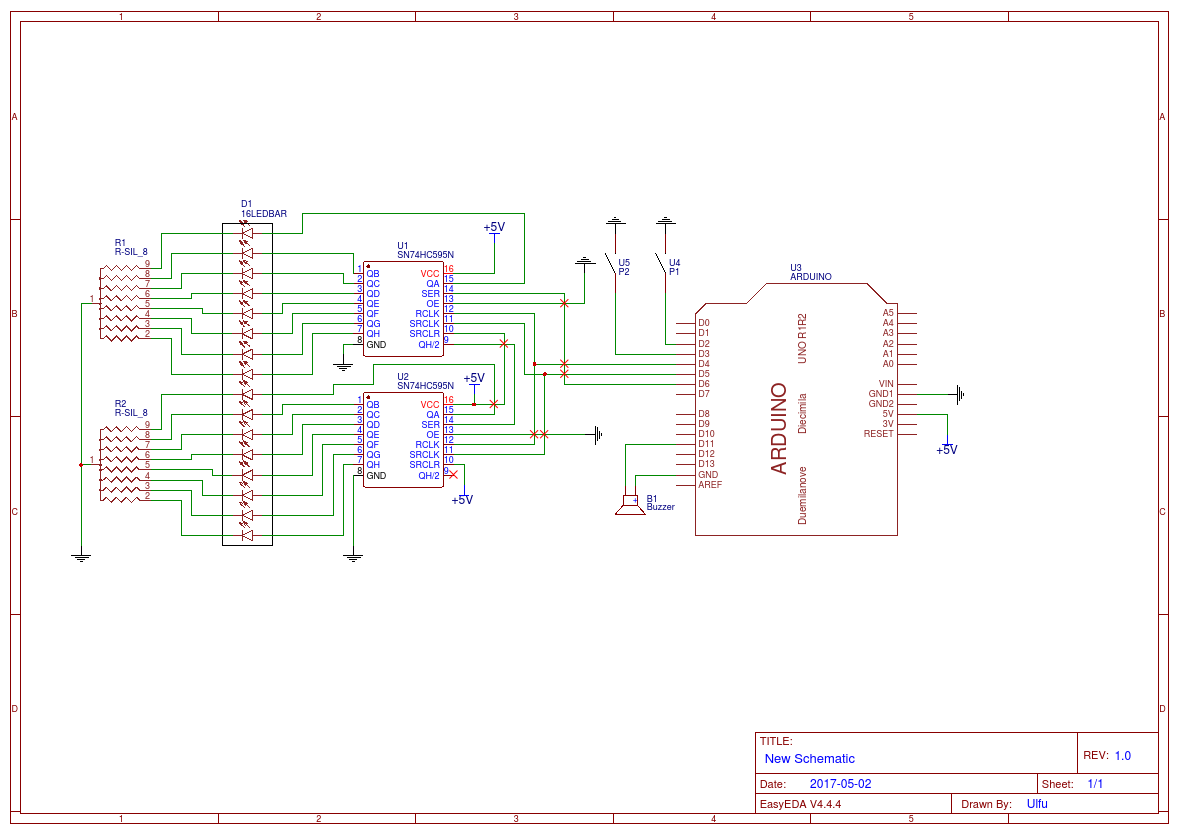 1 2 3 4 5
A A
B B
C C
D D
D1
16LEDBAR
R1
R-SIL_8
9
8
7
6
1
5
4
3
2
R2
R-SIL_8
9
8
7
6
1
5
4
3
2
U1
SN74HC595N
1 QB VCC 16
2 QC QA 15
3 QD SER 14
4 QE OE 13
5 QF RCLK 12
6 QG SRCLK 11
7 QH SRCLR 10
8 GND QH/2 9
+5V
U2
SN74HC595N
+5V
1 QB VCC 16
2 QC QA 15
3 QD SER 14
4 QE OE 13
5 QF RCLK 12
6 QG SRCLK 11
7 QH SRCLR 10
8 GND QH/2 9
+5V
U5
P2
U4
P1
U3
ARDUINO
D0
D1
D2
D3
D4
D5
D6
D7
D8
D9
D10
D11
D12
D13
GND
AREF
UNO R1R2
Diecimila
Duemilanove
ARDUINO
A5
A4
A3
A2
A1
A0
VIN
GND1
GND2
5V
3V
RESET
+5V
B1
Buzzer
+
TITLE:
New Schematic
REV: 1.0
Date: 2017-05-02
Sheet: 1/1
EasyEDA V4.4.4
Drawn By: Ulfu
1 2 3 4 5